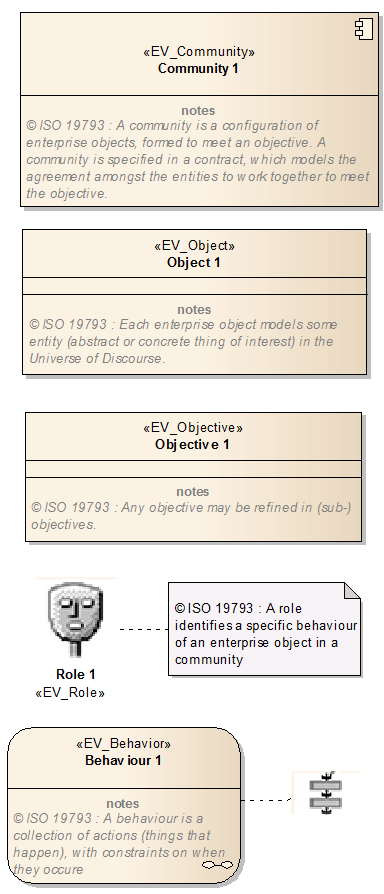 «EV_Community»
Community 1
notes
© ISO 19793 : A community is a configuration of
enterprise objects, formed to meet an objective. A
community is specified in a contract, which models the
agreement amongst the entities to work together to meet
the objective.
«EV_Object»
Object 1
notes
© ISO 19793 : Each enterprise object models some
entity (abstract or concrete thing of interest) in the
Universe of Discourse.
«EV_Objective»
Objective 1
notes
© ISO 19793 : Any objective may be refined in (sub-)
objectives.
© ISO 19793 : A role
identifies a specific behaviour
of an enterprise object in a
community
Role 1
«EV_Role»
«EV_Behavior»
Behaviour 1
notes
© ISO 19793 : A behaviour is a
collection of actions (things that
happen), with constraints on when
they occure